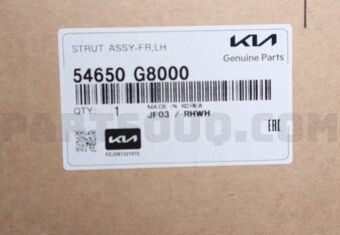 STRUT ASSY-FR,LH
KIA
Genuine Parts
54650 G8000
QTY: 1
MADE IN KOREA
JF03 / RHWH
KIA
EAC
PARTSOUQ.COM